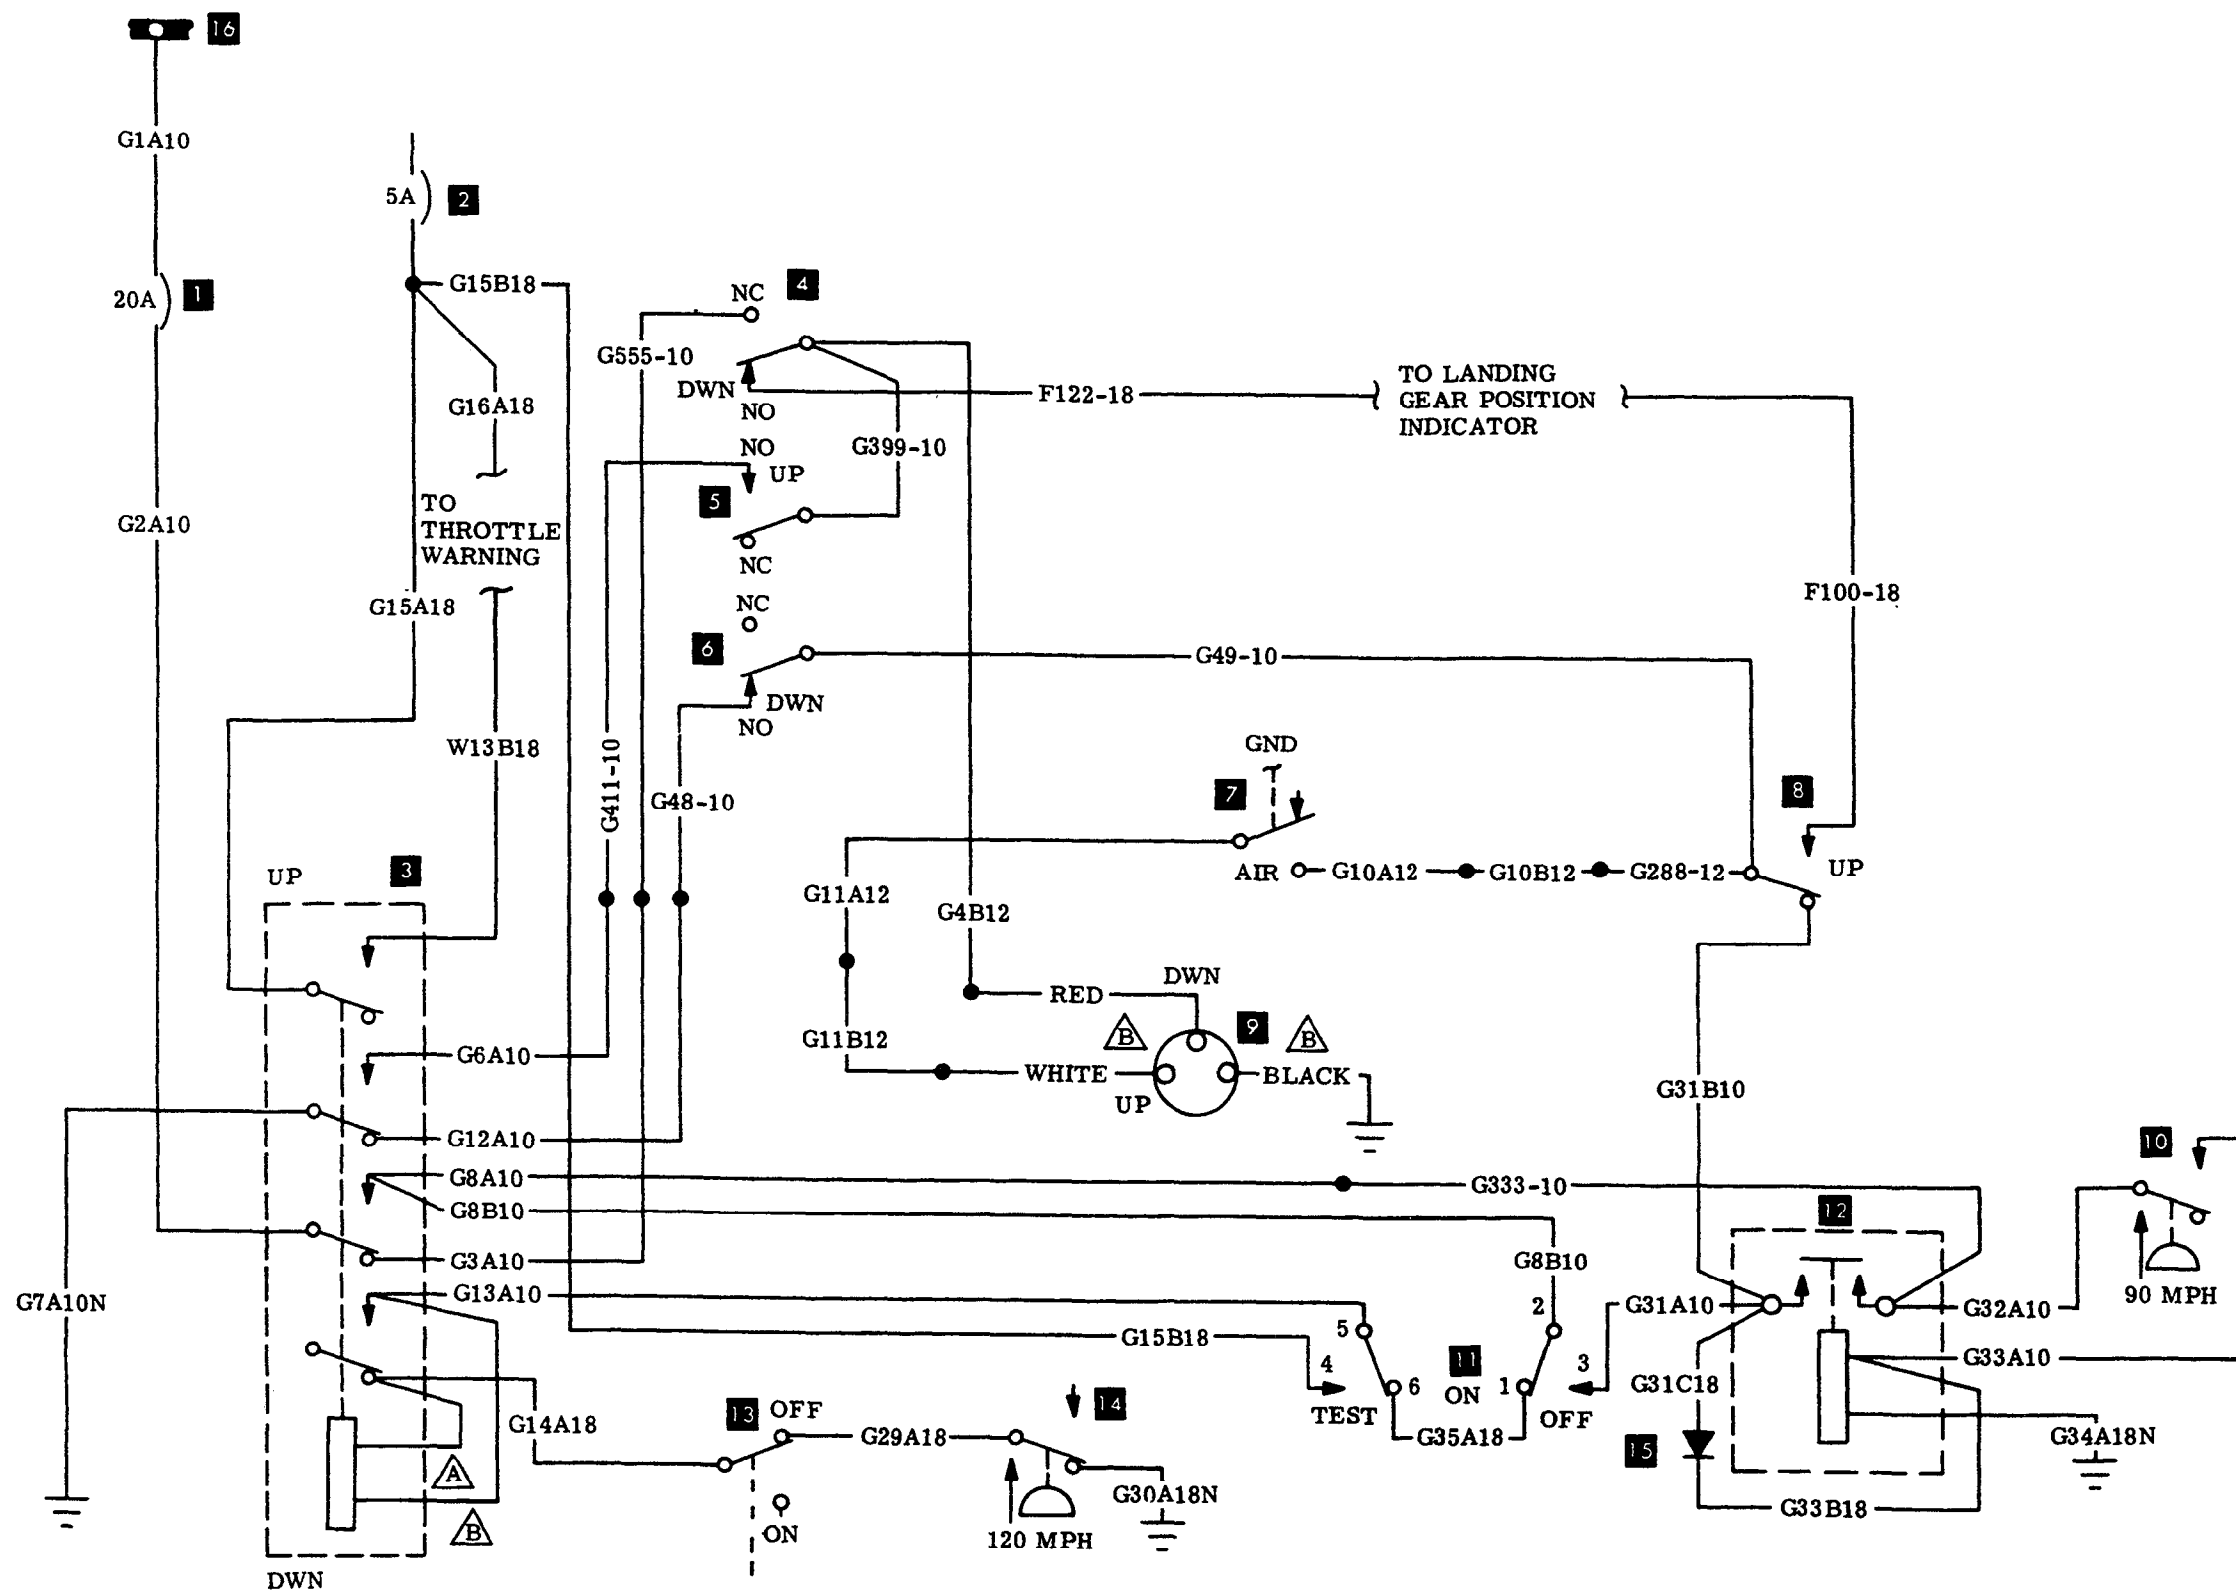 16
G1A10
5A
2
G15B18
20A
1
NC
4
G555-10
DWN
NO
F122-18
TO LANDING
GEAR POSITION
INDICATOR
G16A18
NO
UP
G399-10
5
G2A10
TO
THROTTLE
WARNING
NC
G15A18
NC
F100-18
6
G49-10
DWN
NO
W13B18
GND
G411-10
G48-10
7
8
UP
3
UP
AIR
G10A12
G10B12
G288-12
G11A12
G4B12
DWN
RED
9
B
B
G11B12
WHITE
BLACK
UP
G6A10
G31B10
G12A10
10
G8A10
G333-10
G8B10
12
G3A10
G8B10
90 MPH
G7A10N
G13A10
2
G31A10
G32A10
G15B18
5
4
11
3
G33A10
6
ON
1
G31C18
TEST
OFF
G14A18
13
OFF
14
G29A18
G35A18
G34A18N
15
A
G30A18N
G33B18
B
ON
120 MPH
DWN